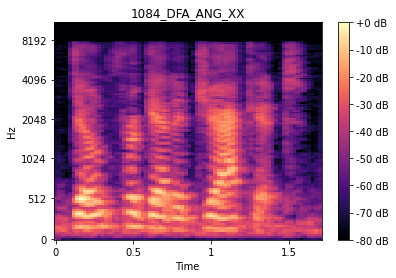 1084_DFA_ANG_XX
Hz
8192
4096
2048
1024
512
0
0
0.5
1
1.5
Time
+0 dB
-10 dB
-20 dB
-30 dB
-40 dB
-50 dB
-60 dB
-70 dB
-80 dB